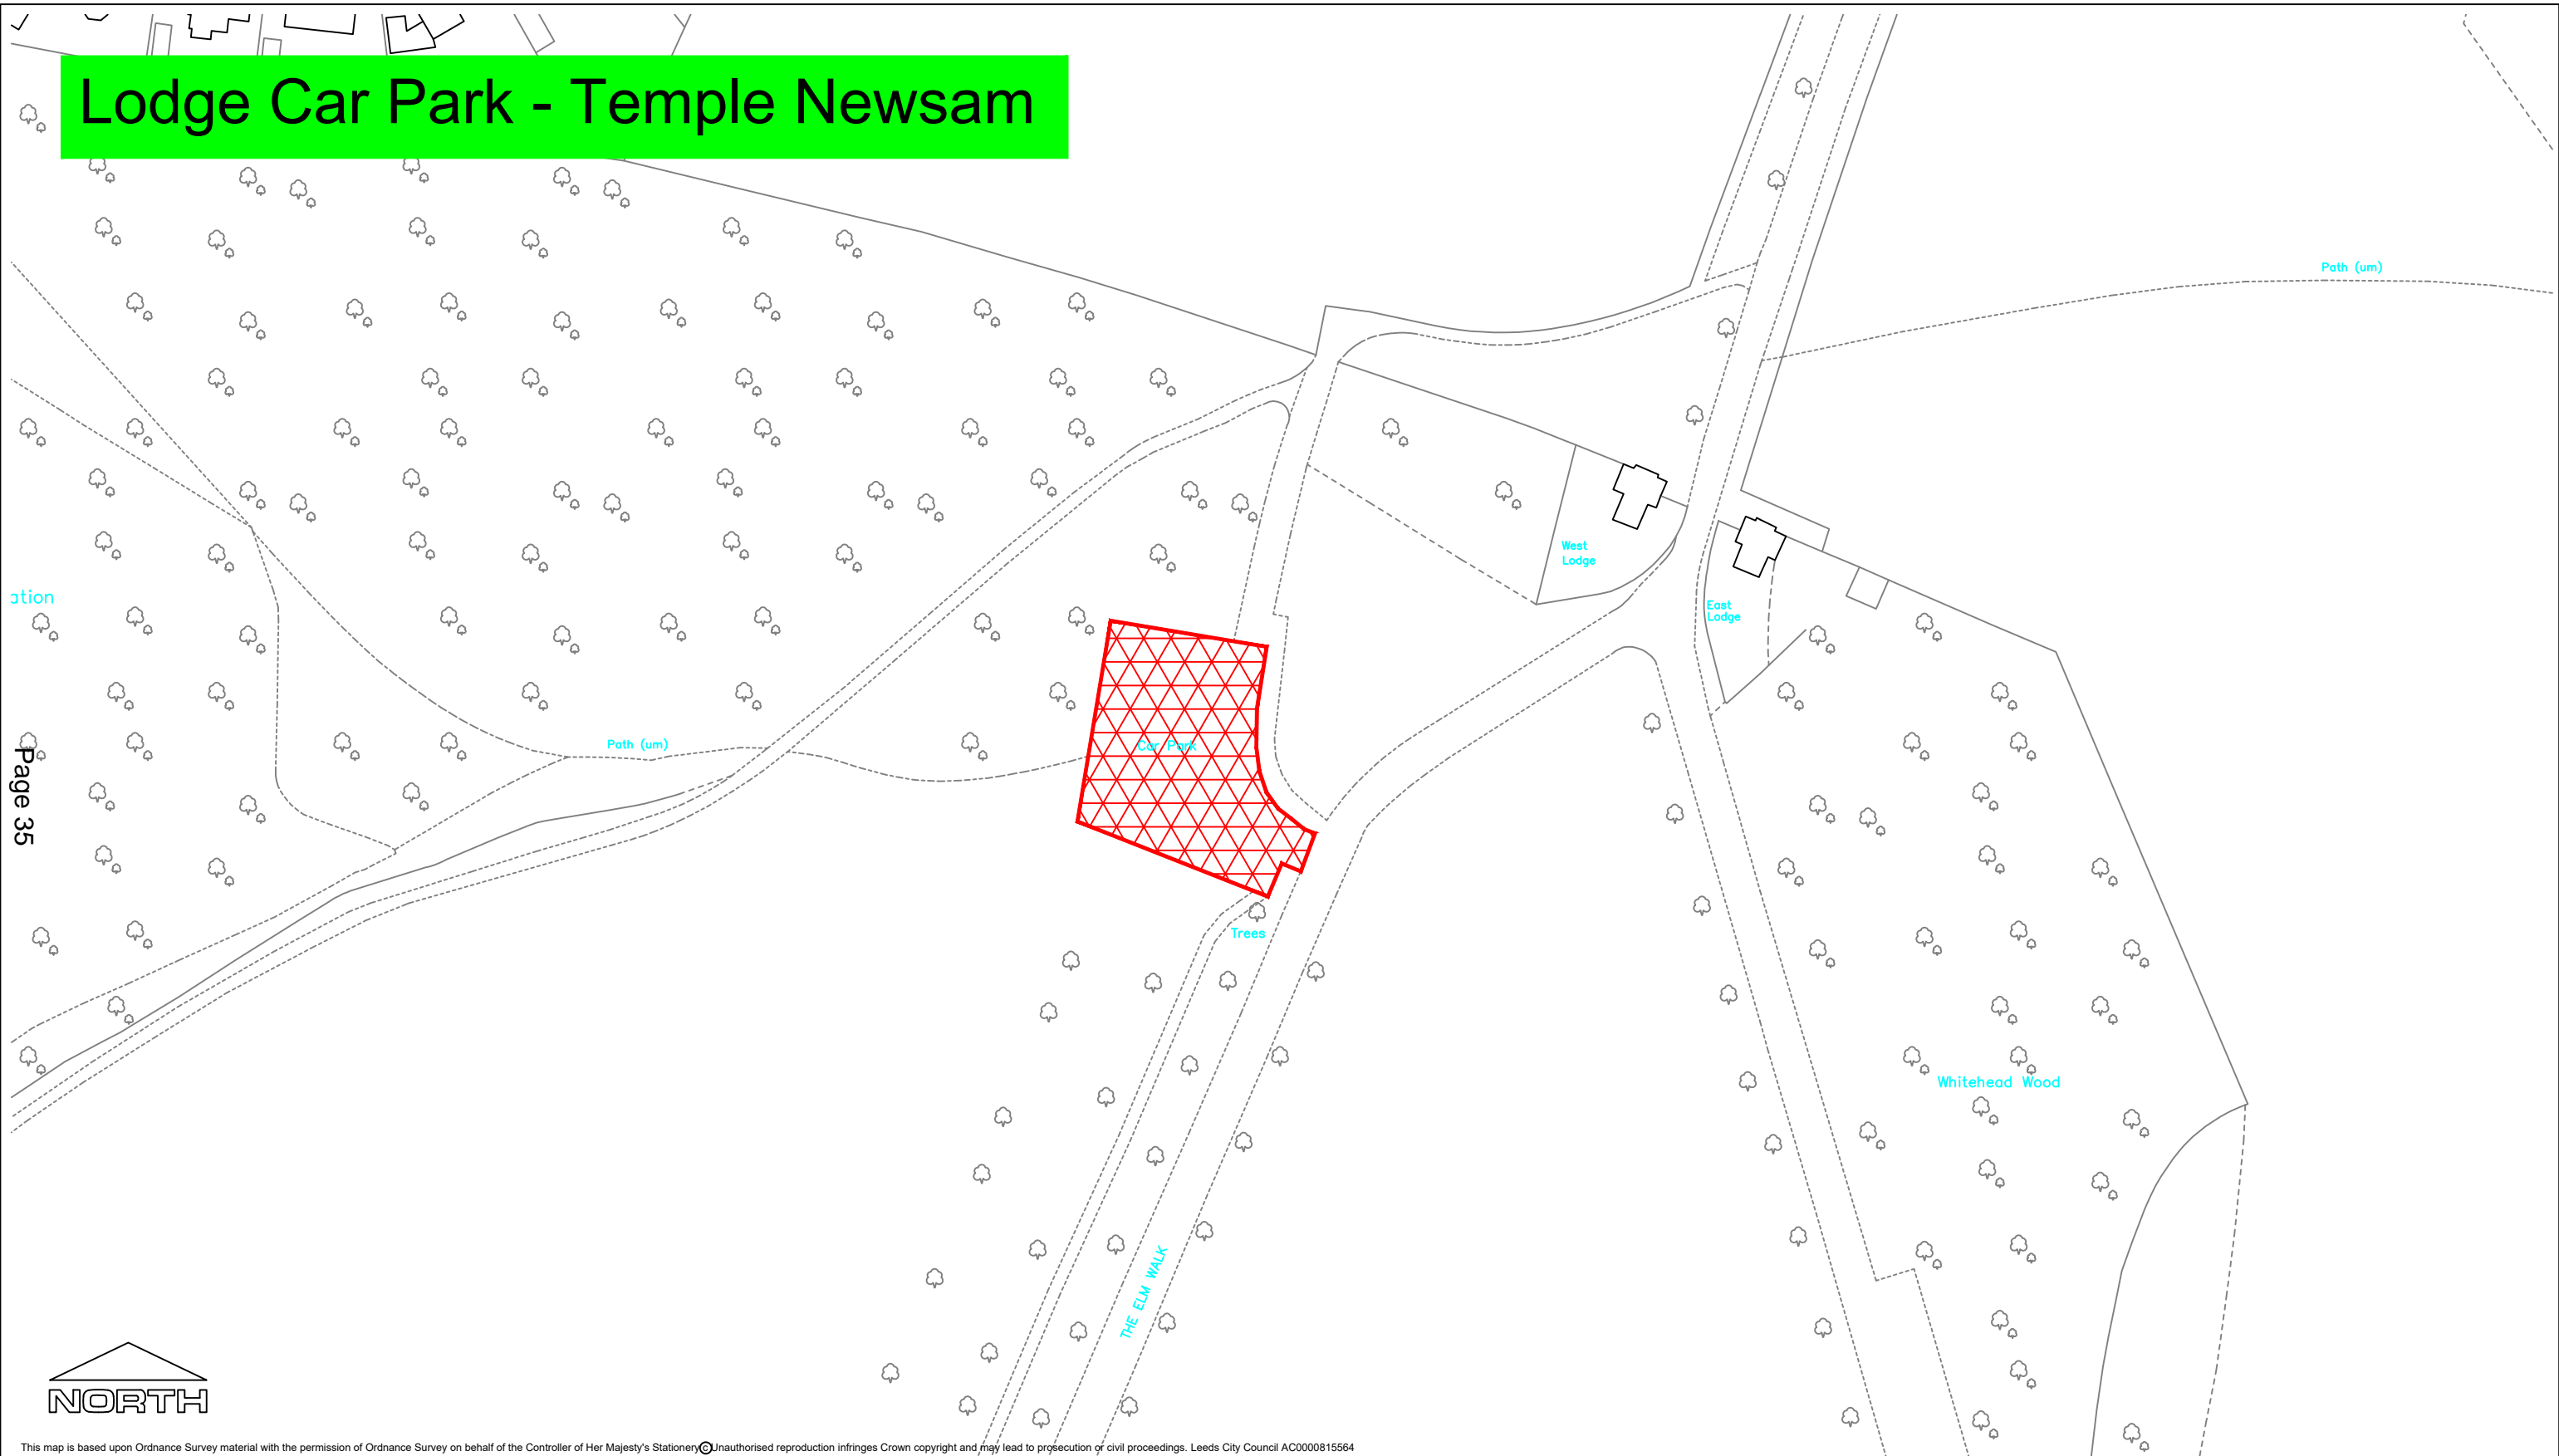 Lodge Car Park - Temple Newsam
Path (um)
West
Lodge
East
Lodge
ation
Path (um)
Car Park
Page 35
Trees
Whitehead Wood
THE ELM WALK
NORTH
This map is based upon Ordnance Survey material with the permission of Ordnance Survey on behalf of the Controller of Her Majesty's Stationery © Unauthorised reproduction infringes Crown copyright and may lead to prosecution or civil proceedings. Leeds City Council AC0000815564